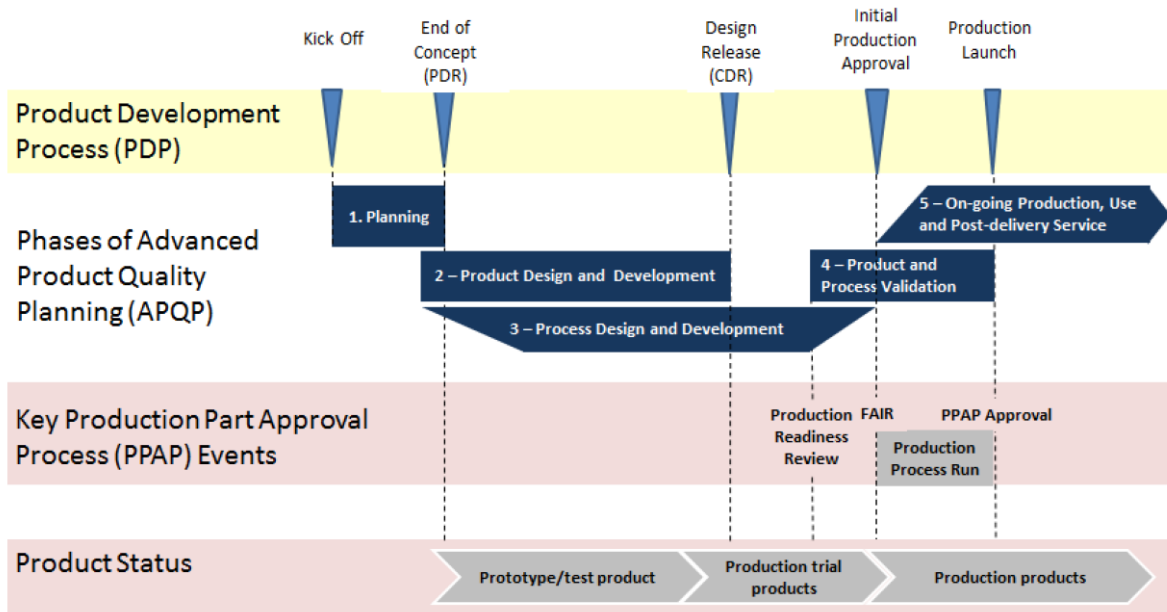 Kick Off
End of
Concept
(PDR)
Design
Release
(CDR)
Initial
Production
Approval
Production
Launch
Product Development
Process (PDP)
Phases of Advanced
Product Quality
Planning (APQP)
1. Planning
5 – On-going Production, Use
and Post-delivery Service
2 – Product Design and Development
4 – Product and
Process Validation
3 – Process Design and Development
Key Production Part Approval
Process (PPAP) Events
Production
Readiness
Review
FAIR
PPAP Approval
Production
Process Run
Product Status
Prototype/test product
Production trial
products
Production products